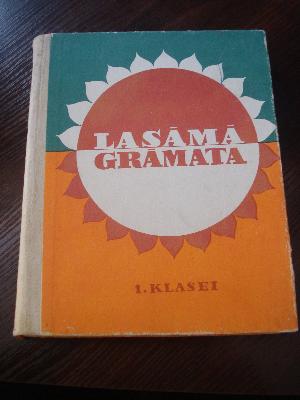 LASĀMĀ
GRĀMATA
1. KLASEI